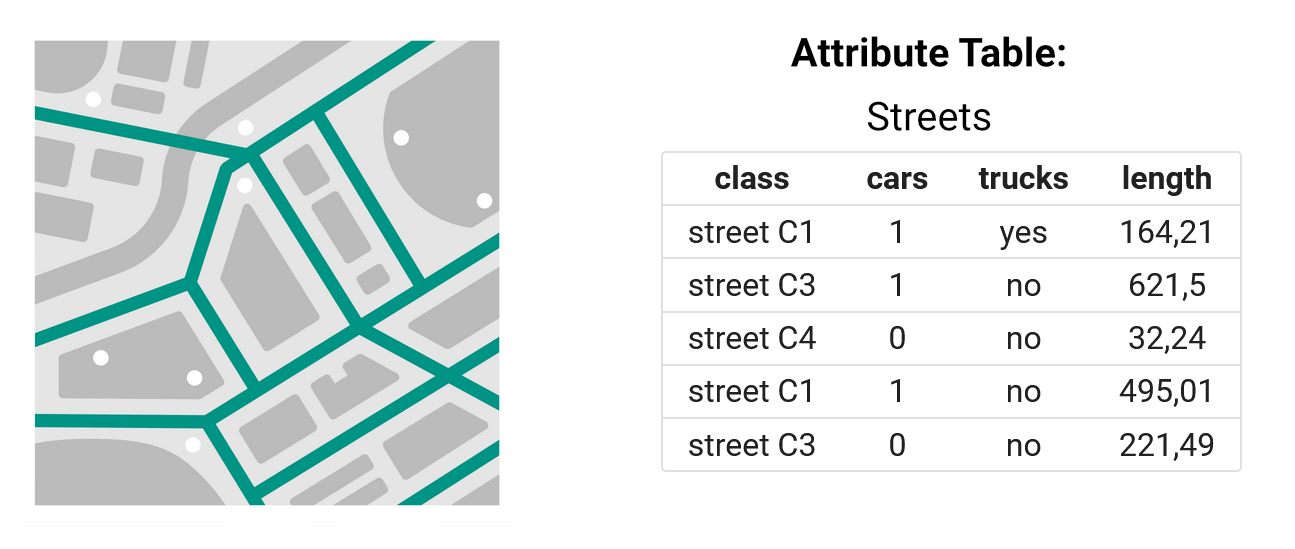 Attribute Table:
Streets
class cars trucks length
street C1 1 yes 164,21
street C3 1 no 621,5
street C4 0 no 32,24
street C1 1 no 495,01
street C3 0 no 221,49